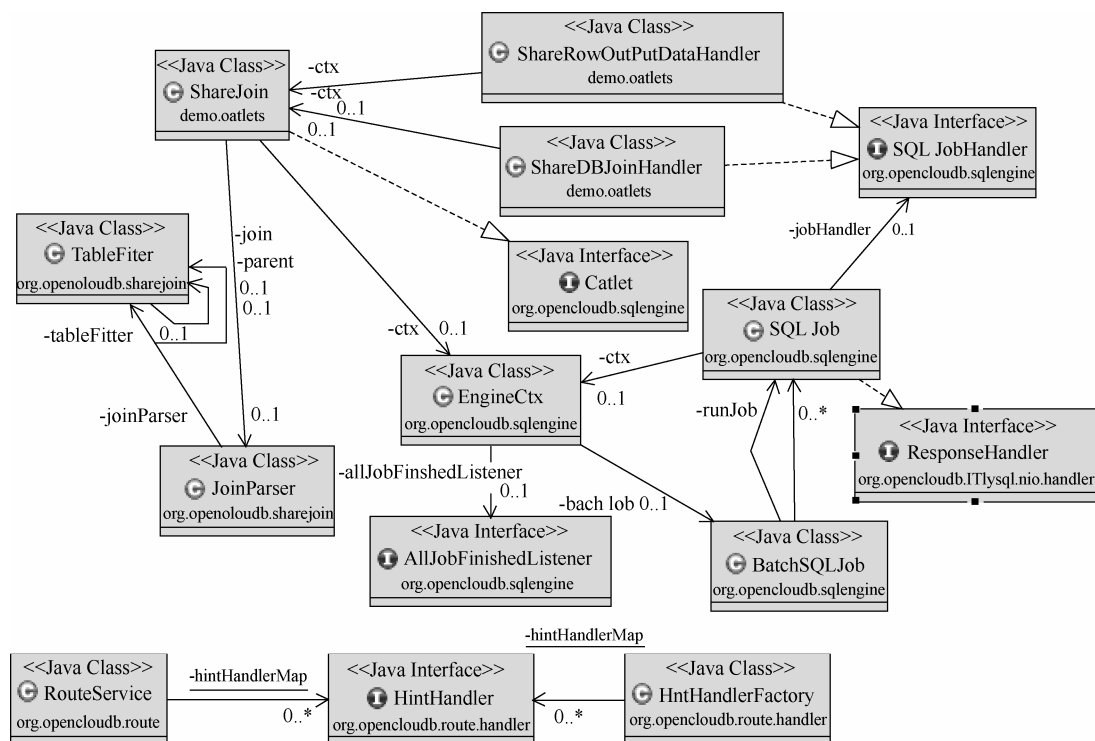 <<Java Class>>
ShareRowOutPutDataHandler
demo.oatlets
<<Java Class>>
ShareJoin
demo.oatlets
-ctx
-ctx
0..1
0..1
<<Java Class>>
ShareDBJoinHandler
demo.oatlets
<<Java Interface>>
SQL JobHandler
org.opencloudb.sqlengine
<<Java Class>>
TableFiter
org.openoloudb.sharejoin
-join
-parent
0..1
0..1
<<Java Interface>>
Catlet
org.opencloudb.sqlengine
-jobHandler
0..1
<<Java Class>>
SQL Job
org.opencloudb.sqlengine
0..1
-tableFitter
-ctx
0..1
<<Java Class>>
EngineCtx
org.opencloudb.sqlengine
-ctx
0..1
-joinParser
0..1
-runJob
0..*
<<Java Interface>>
ResponseHandler
org.opencloudb.ITlysql.nio.handler
<<Java Class>>
JoinParser
org.openoloudb.sharejoin
-allJobFinshedListener
0..1
-bach lob 0..1
<<Java Interface>>
AllJobFinishedListener
org.opencloudb.sqlengine
<<Java Class>>
BatchSQLJob
org.opencloudb.sqlengine
<<Java Class>>
RouteService
org.opencloudb.route
-hintHandlerMap
0..*
<<Java Interface>>
HintHandler
org.opencloudb.route.handler
-hintHandlerMap
0..*
<<Java Class>>
HntHandlerFactory
org.opencloudb.route.handler